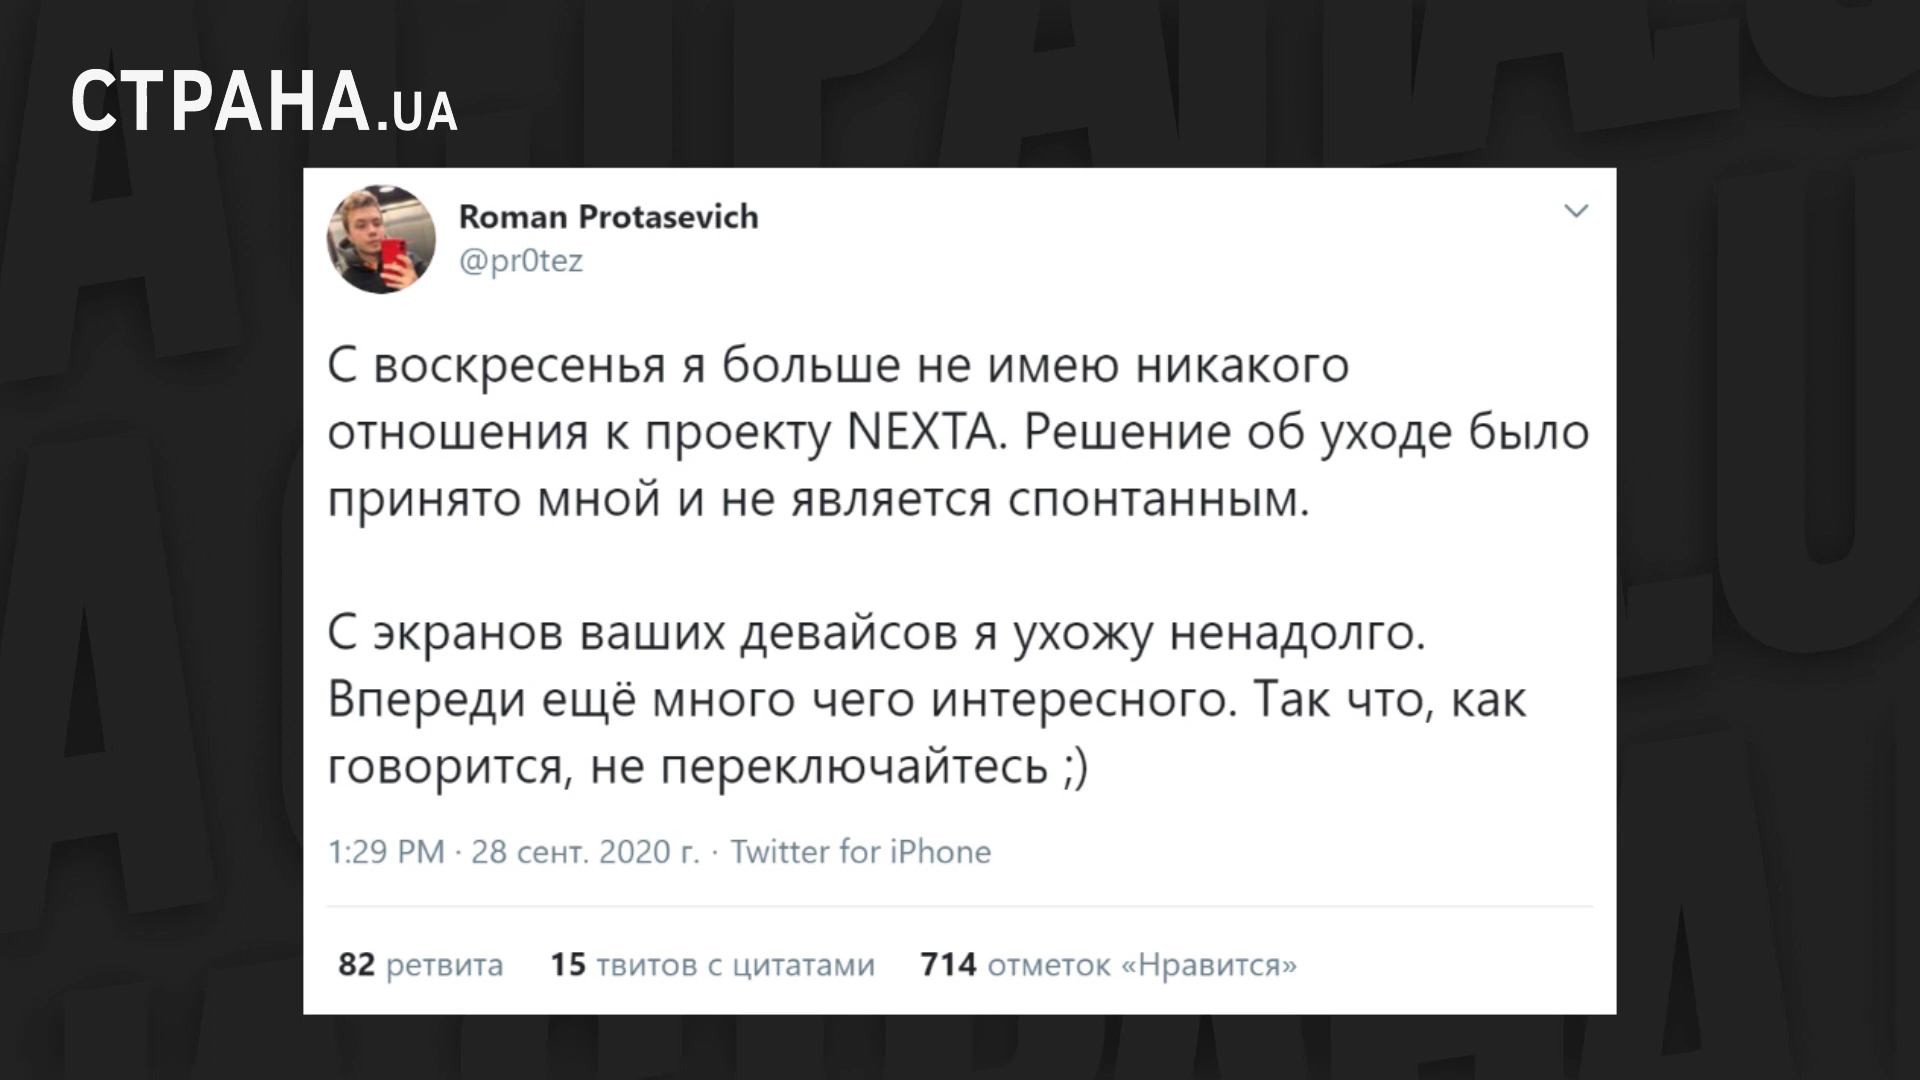 СТРАНА.UA
Roman Protasevich
@pr0tez
С воскресенья я больше не имею никакого
отношения к проекту NEXTA. Решение об уходе было
принято мной и не является спонтанным.
С экранов ваших девайсов я ухожу ненадолго.
Впереди ещё много чего интересного. Так что, как
говорится, не переключайтесь ;)
1:29 PM · 28 сент. 2020 г. · Twitter for iPhone
82 ретвита 15 твитов с цитатами 714 отметок «Нравится»